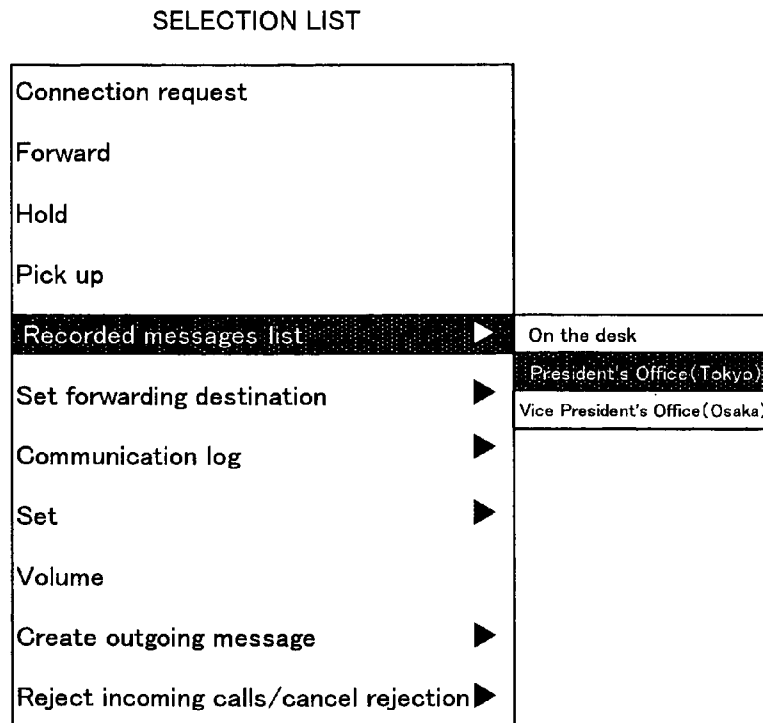 SELECTION LIST
Connection request
Forward
Hold
Pick up
Recorded messages list ▶
On the desk
President's Office(Tokyo)
Vice President's Office(Osaka)
Set forwarding destination ▶
Communication log ▶
Set ▶
Volume
Create outgoing message ▶
Reject incoming calls/cancel rejection ▶